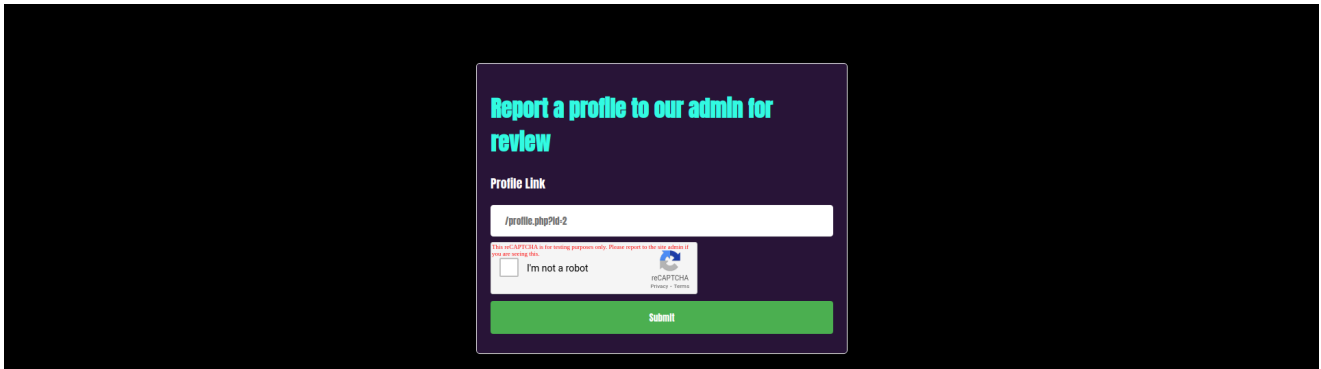 Report a profile to our admin for
review
Profile Link
/profile.php?id=2
This reCAPTCHA is for testing purposes only. Please report to the site admin if
you are seeing this.
I'm not a robot
reCAPTCHA
Privacy - Terms
Submit